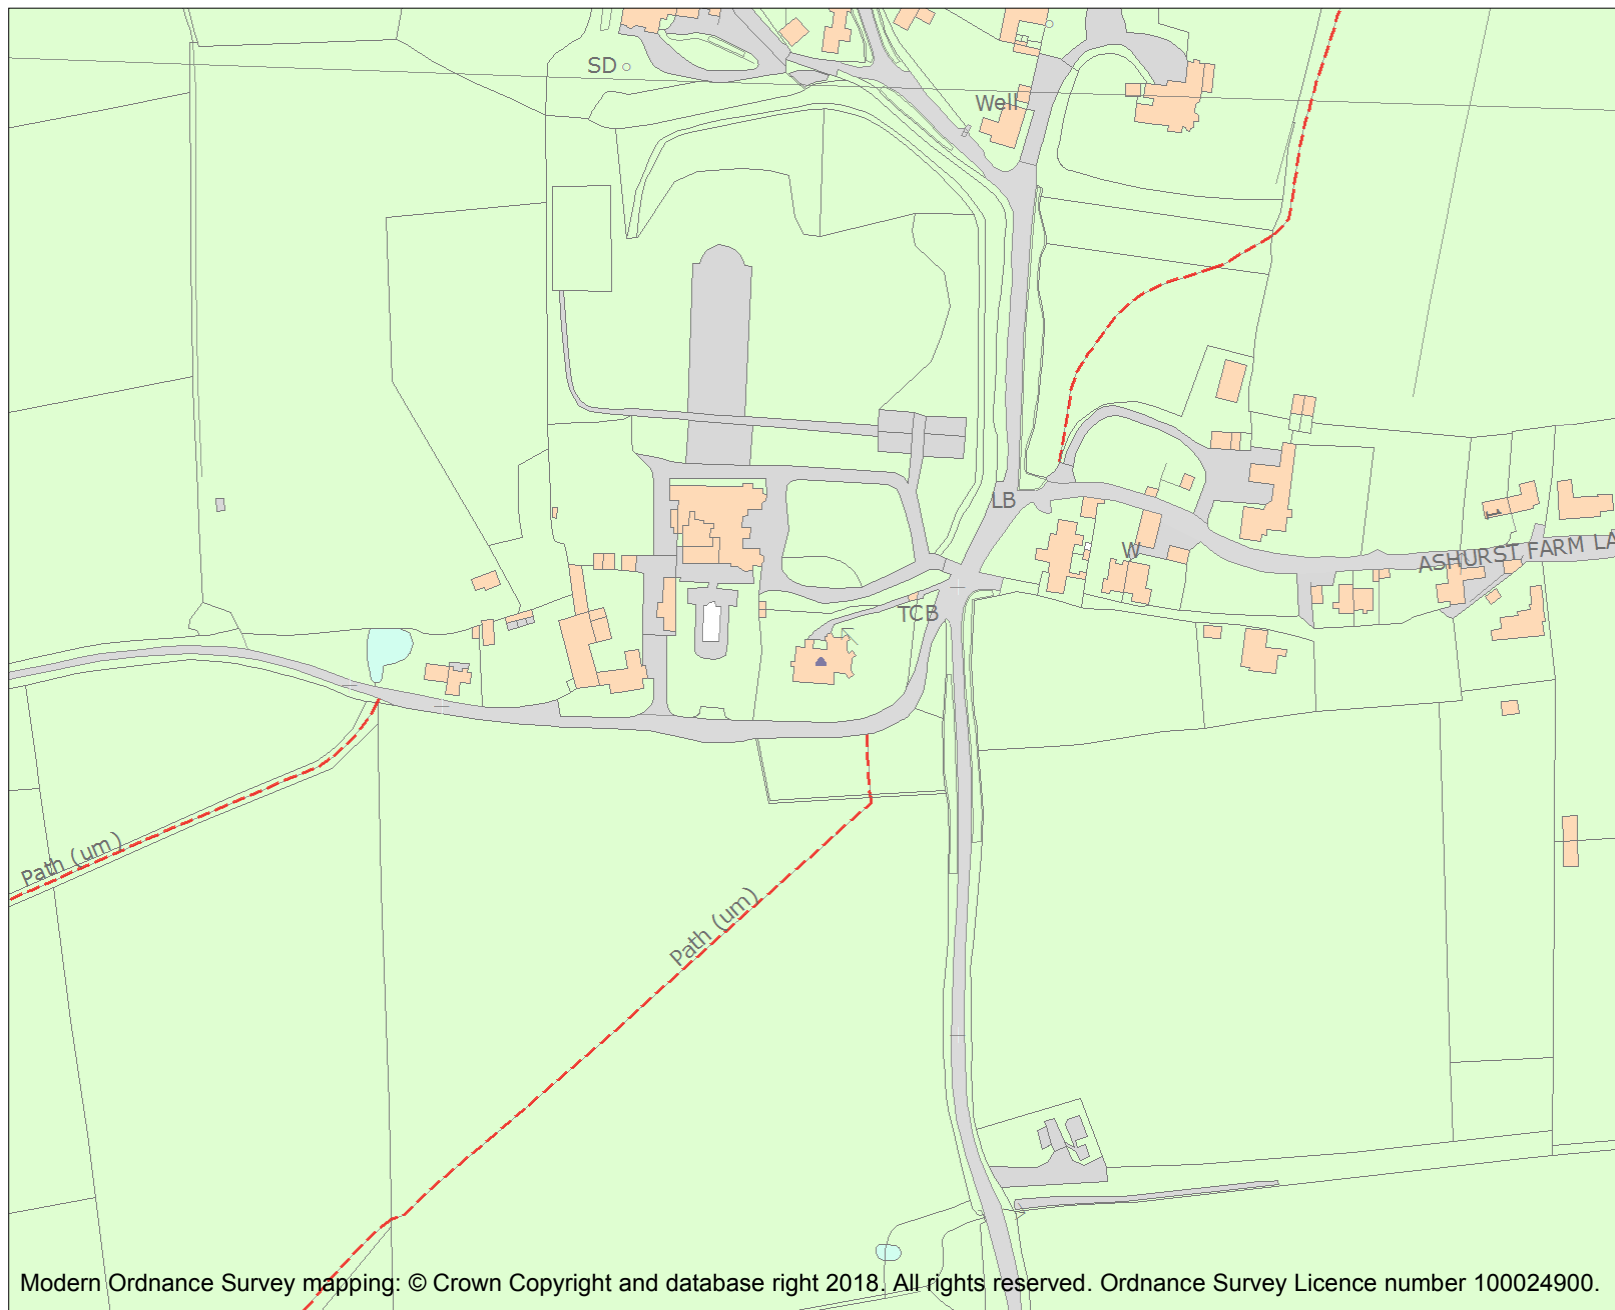 SD
Well
LB
W
1
ASHURST FARM LA
TCB
Path (um)
Path (um)
Modern Ordnance Survey mapping: © Crown Copyright and database right 2018. All rights reserved. Ordnance Survey Licence number 100024900.